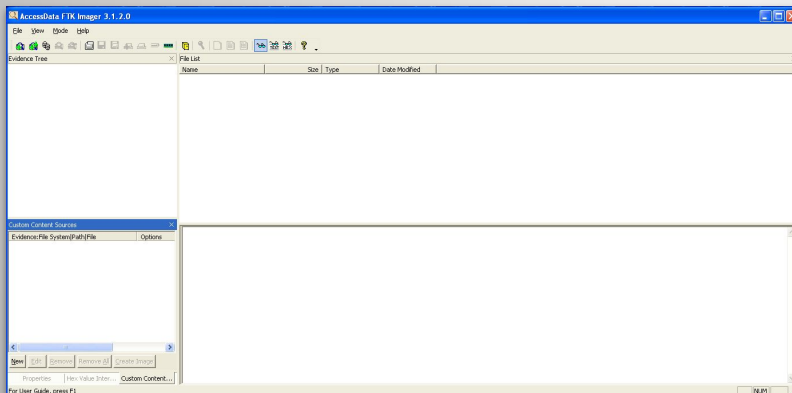 AccessData FTK Imager 3.1.2.0
File View Mode Help
Evidence Tree
File List
Name Size Type Date Modified
Custom Content Sources
Evidence:File System|Path|File Options
New Edit Remove Remove All Create Image
Properties Hex Value Inter... Custom Content...
For User Guide, press F1
NUM